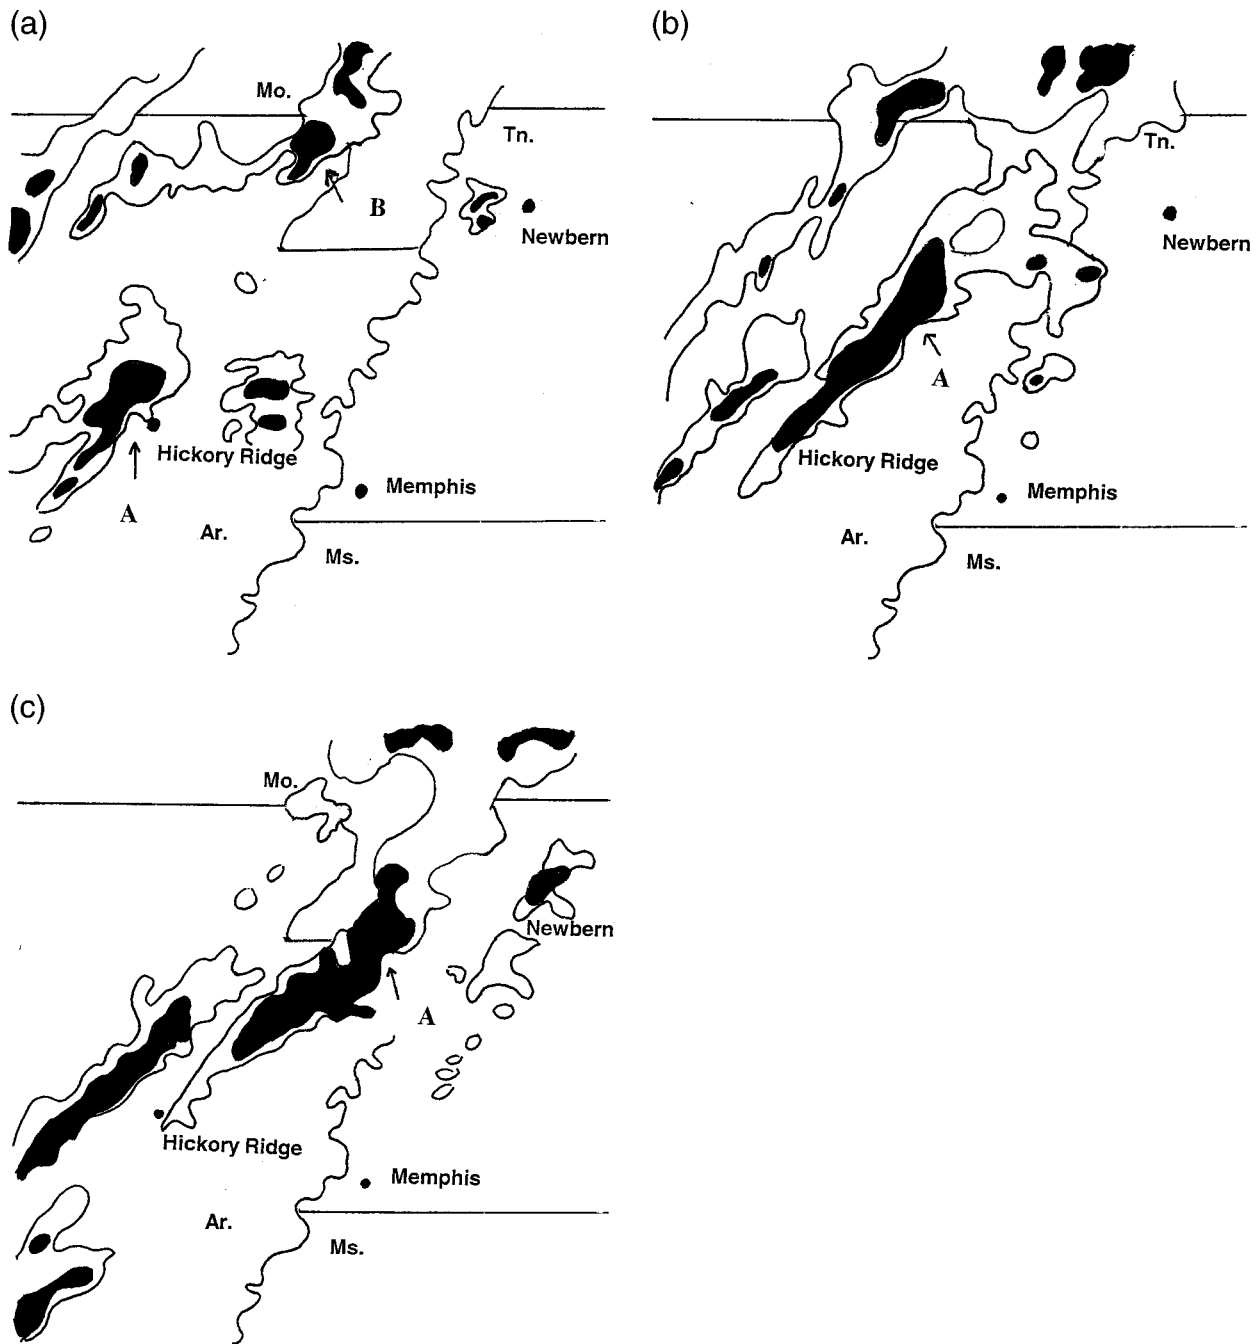 (a)
Mo.
Tn.
B
Newbern
Hickory Ridge
A
Memphis
Ar.
Ms.
(b)
Tn.
Newbern
A
Hickory Ridge
Memphis
Ar.
Ms.
(c)
Mo.
Newbern
A
Hickory Ridge
Memphis
Ar.
Ms.